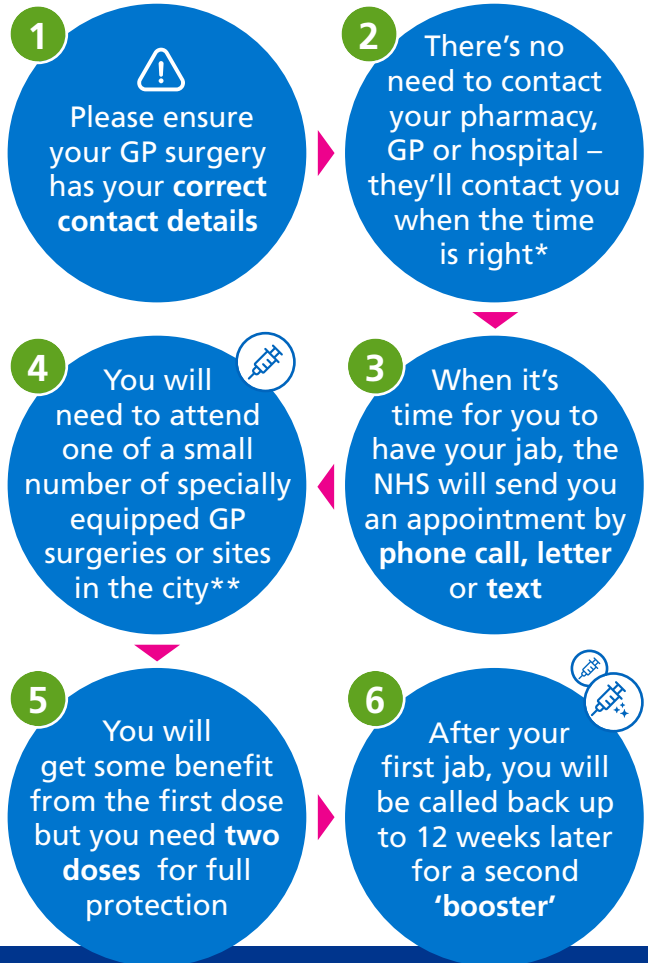 1
Please ensure
your GP surgery
has your correct
contact details
2
There’s no
need to contact
your pharmacy,
GP or hospital –
they’ll contact you
when the time
is right*
3
When it’s
time for you to
have your jab, the
NHS will send you
an appointment by
phone call, letter
or text
4
You will
need to attend
one of a small
number of specially
equipped GP
surgeries or sites
in the city**
5
You will
get some benefit
from the first dose
but you need two
doses for full
protection
6
After your
first jab, you will
be called back up
to 12 weeks later
for a second
‘booster’